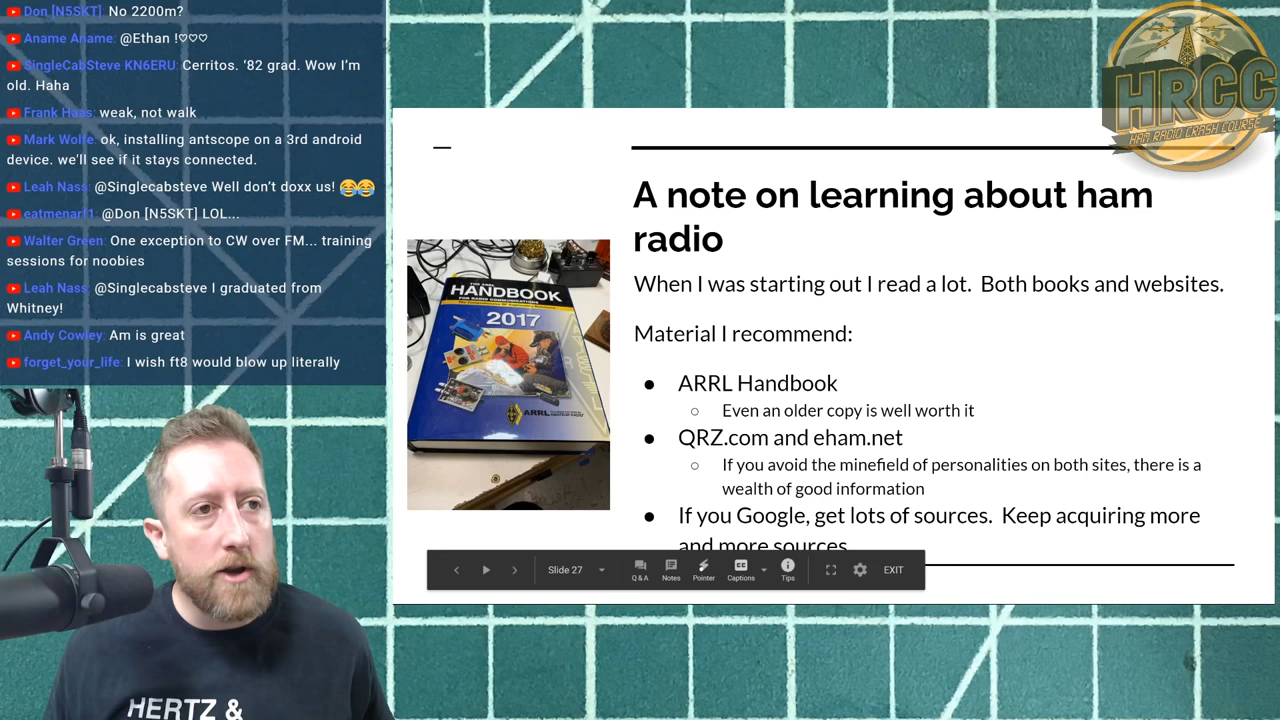 Don [N5SKT]: No 2200m?
Aname Aname: @Ethan !♡♡♡
SingleCabSteve KN6ERU: Cerritos. ‘82 grad. Wow I’m
old. Haha
Frank Haas: weak, not walk
Mark Wolfe: ok, installing antscope on a 3rd android
device. we’ll see if it stays connected.
Leah Nass: @Singlecabsteve Well don’t doxx us! 😂😂
eatmenarf1: @Don [N5SKT] LOL...
Walter Green: One exception to CW over FM... training
sessions for noobies
Leah Nass: @Singlecabsteve I graduated from
Whitney!
Andy Cowley: Am is great
forget_your_life: I wish ft8 would blow up literally
HRCC
HAM RADIO CRASH COURSE
A note on learning about ham
radio
When I was starting out I read a lot. Both books and websites.
Material I recommend:
● ARRL Handbook
○ Even an older copy is well worth it
● QRZ.com and eham.net
○ If you avoid the minefield of personalities on both sites, there is a
wealth of good information
● If you Google, get lots of sources. Keep acquiring more
and more sources
THE ARRL
HANDBOOK
FOR RADIO COMMUNICATIONS
2017
ARRL
Slide 27
Q & A
Notes
Pointer
Captions
Tips
EXIT
HERTZ &